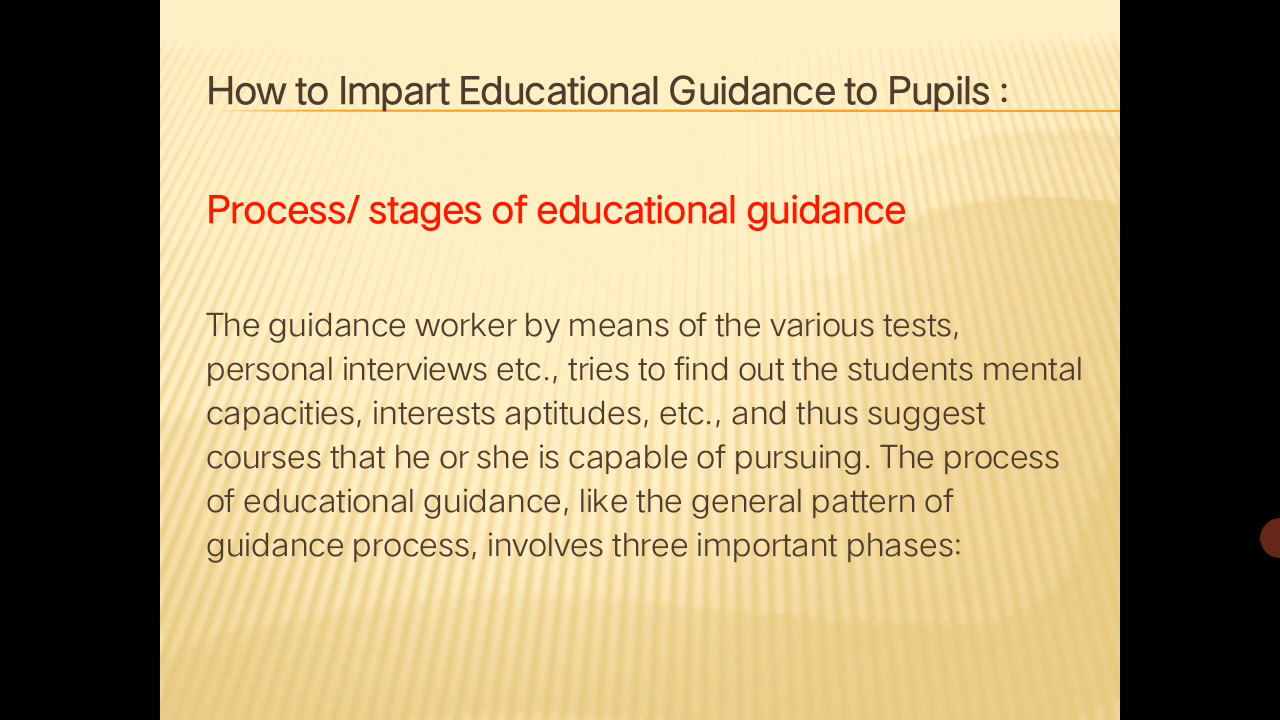 How to Impart Educational Guidance to Pupils :
Process/ stages of educational guidance
The guidance worker by means of the various tests,
personal interviews etc., tries to find out the students mental
capacities, interests aptitudes, etc., and thus suggest
courses that he or she is capable of pursuing. The process
of educational guidance, like the general pattern of
guidance process, involves three important phases: